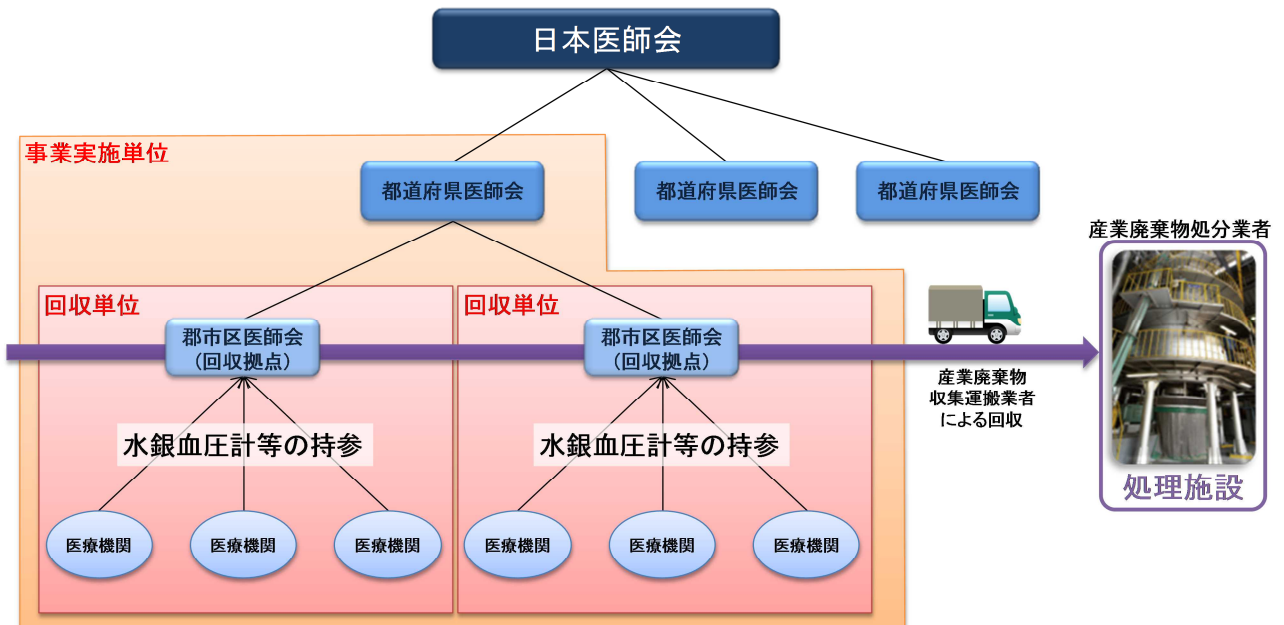 日本医師会
事業実施単位
都道府県医師会
都道府県医師会
都道府県医師会
産業廃棄物処分業者
回収単位
回収単位
郡市区医師会
(回収拠点)
郡市区医師会
(回収拠点)
産業廃棄物
収集運搬業者
による回収
水銀血圧計等の持参
水銀血圧計等の持参
処理施設
医療機関
医療機関
医療機関
医療機関
医療機関
医療機関